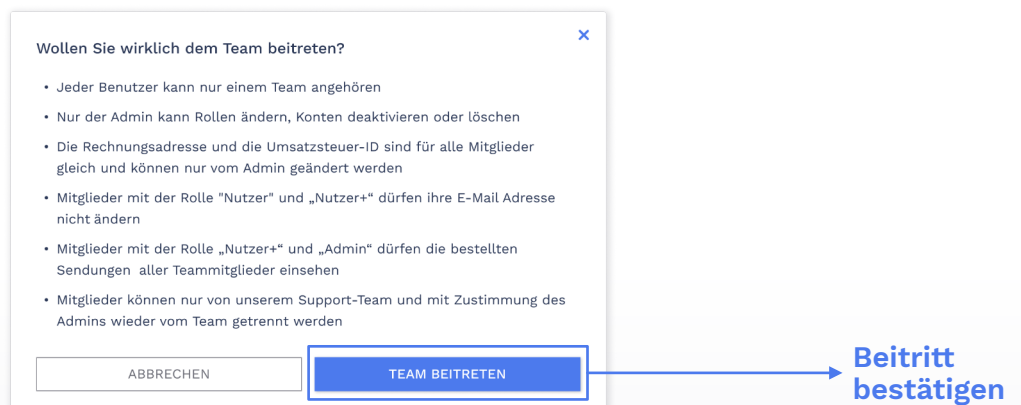 Wollen Sie wirklich dem Team beitreten?
×
• Jeder Benutzer kann nur einem Team angehören
• Nur der Admin kann Rollen ändern, Konten deaktivieren oder löschen
• Die Rechnungsadresse und die Umsatzsteuer-ID sind für alle Mitglieder
gleich und können nur vom Admin geändert werden
• Mitglieder mit der Rolle "Nutzer" und „Nutzer+“ dürfen ihre E-Mail Adresse
nicht ändern
• Mitglieder mit der Rolle „Nutzer+“ und „Admin“ dürfen die bestellten
Sendungen  aller Teammitglieder einsehen
• Mitglieder können nur von unserem Support-Team und mit Zustimmung des
Admins wieder vom Team getrennt werden
ABBRECHEN
TEAM BEITRETEN
Beitritt
bestätigen